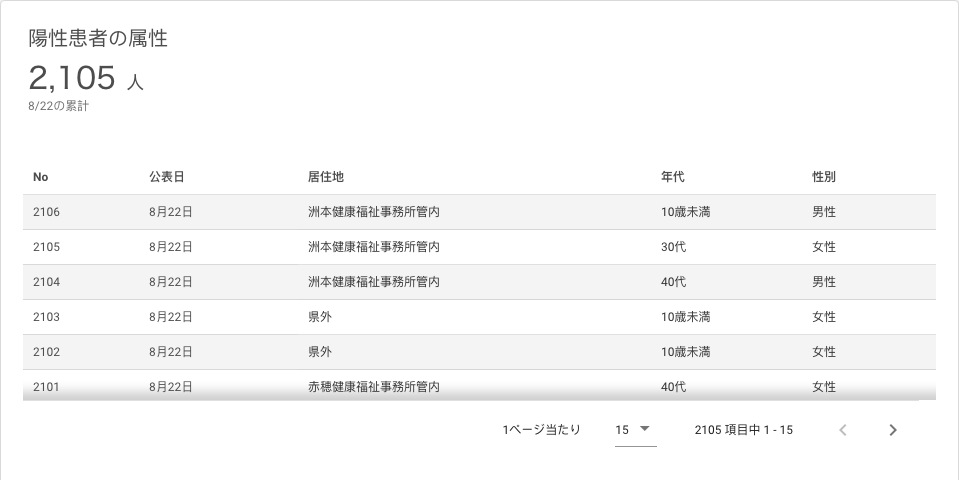 陽性患者の属性
2,105 人
8/22の累計
No 公表日 居住地 年代 性別
2106 8月22日 洲本健康福祉事務所管内 10歳未満 男性
2105 8月22日 洲本健康福祉事務所管内 30代 女性
2104 8月22日 洲本健康福祉事務所管内 40代 男性
2103 8月22日 県外 10歳未満 女性
2102 8月22日 県外 10歳未満 女性
2101 8月22日 赤穂健康福祉事務所管内 40代 女性
1ページ当たり 15 2105 項目中 1 - 15